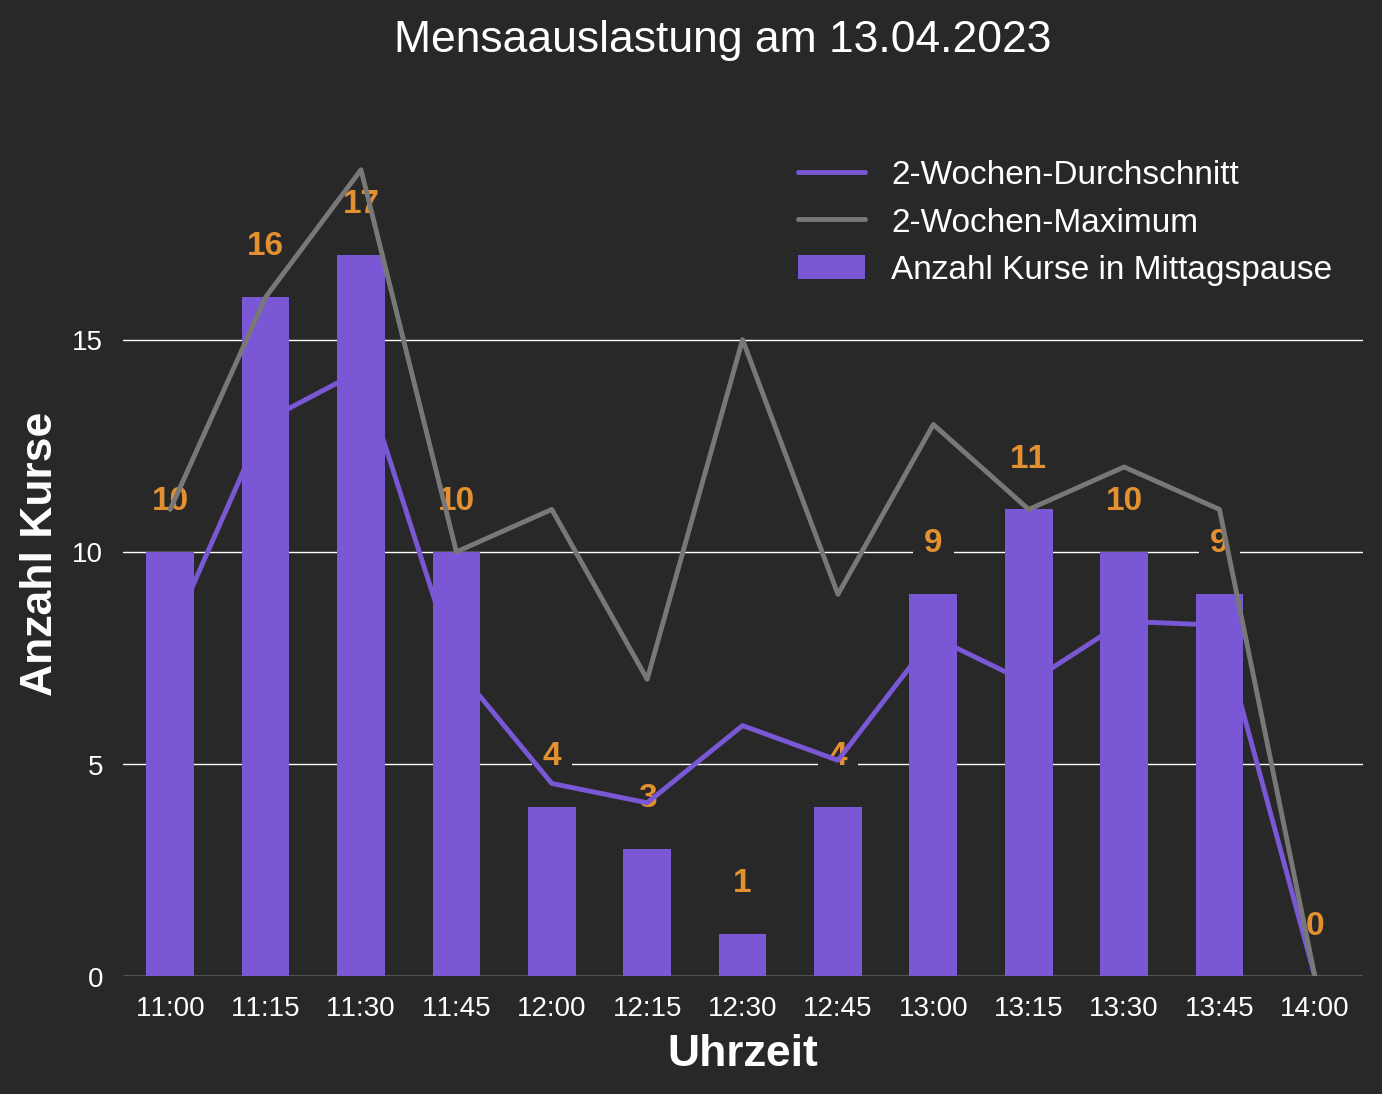 Mensaauslastung am 13.04.2023
2-Wochen-Durchschnitt
2-Wochen-Maximum
Anzahl Kurse in Mittagspause
17
16
15
11
10
10
10
10
9
9
5
4
4
3
1
0
0
Anzahl Kurse
11:00 11:15 11:30 11:45 12:00 12:15 12:30 12:45 13:00 13:15 13:30 13:45 14:00
Uhrzeit